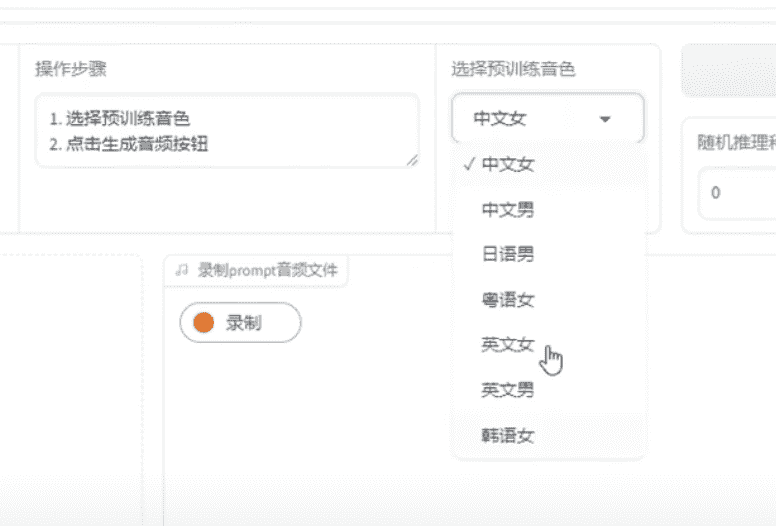 操作步骤
1. 选择预训练音色
2. 点击生成音频按钮
选择预训练音色
中文女
✓ 中文女
中文男
日语男
粤语女
英文女
英文男
韩语女
随机推理
0
录制prompt音频文件
录制